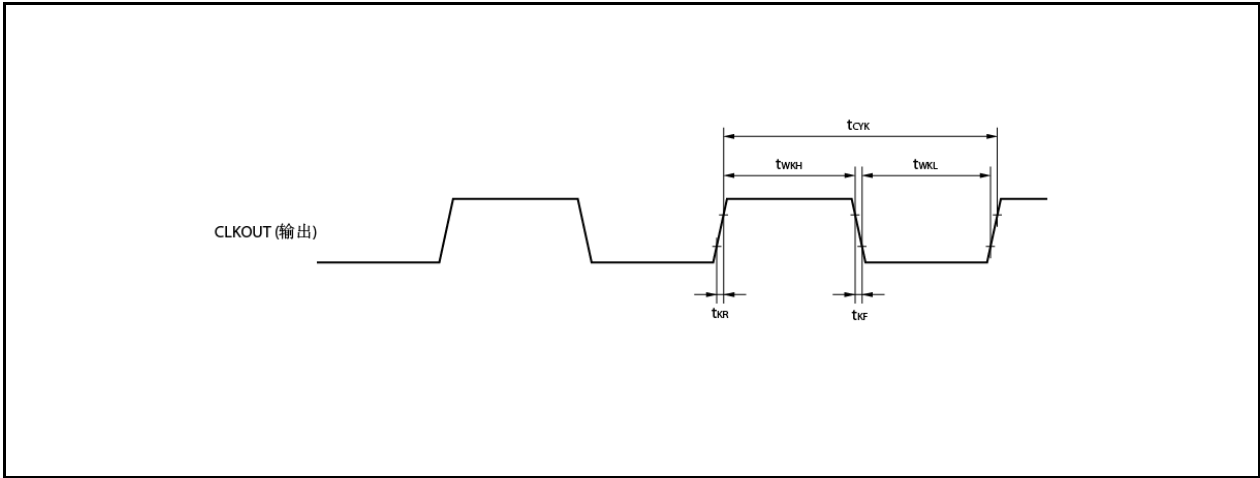 tCYK
tWKH
tWKL
CLKOUT (输出)
tKR
tKF